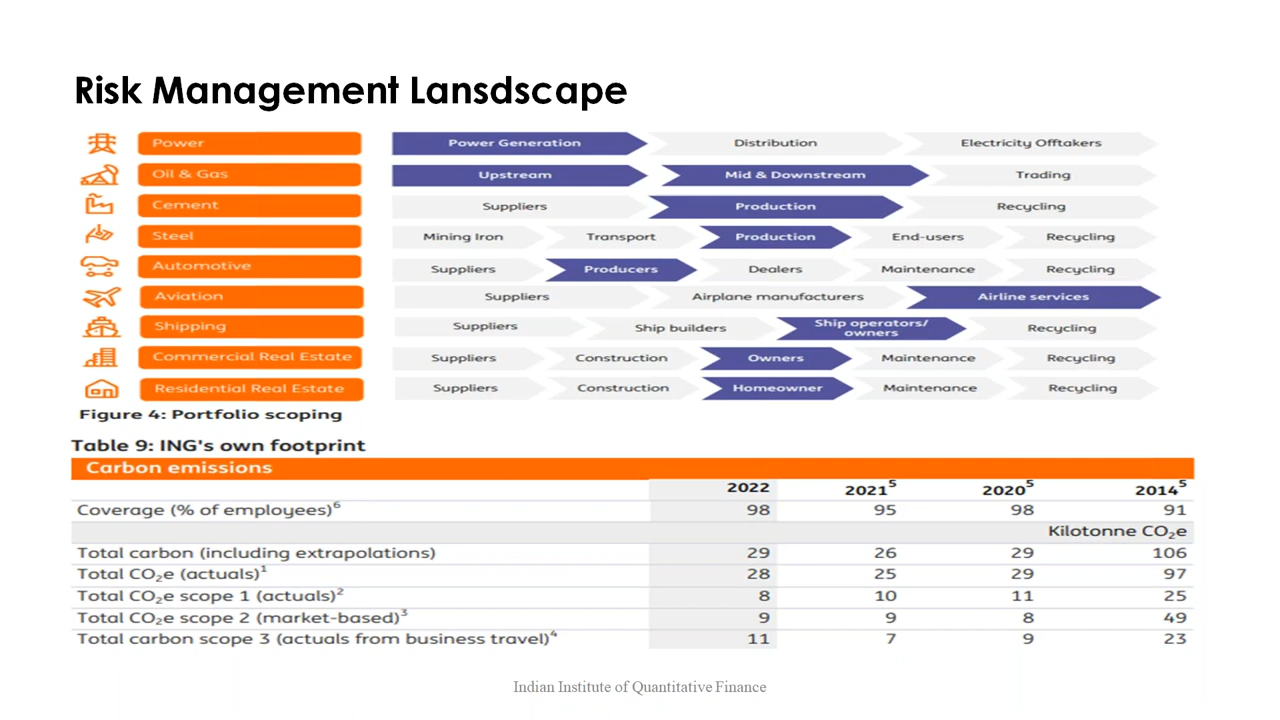 Risk Management Lansdscape
Power Power Generation Distribution Electricity Offtakers
Oil & Gas Upstream Mid & Downstream Trading
Cement Suppliers Production Recycling
Steel Mining Iron Transport Production End-users Recycling
Automotive Suppliers Producers Dealers Maintenance Recycling
Aviation Suppliers Airplane manufacturers Airline services
Shipping Suppliers Ship builders Ship operators/ owners Recycling
Commercial Real Estate Suppliers Construction Owners Maintenance Recycling
Residential Real Estate Suppliers Construction Homeowner Maintenance Recycling
Figure 4: Portfolio scoping
Table 9: ING's own footprint
Carbon emissions
2022 2021⁵ 2020⁵ 2014⁵
Coverage (% of employees)⁶ 98 95 98 91
Kilotonne CO₂e
Total carbon (including extrapolations) 29 26 29 106
Total CO₂e (actuals)¹ 28 25 29 97
Total CO₂e scope 1 (actuals)² 8 10 11 25
Total CO₂e scope 2 (market-based)³ 9 9 8 49
Total carbon scope 3 (actuals from business travel)⁴ 11 7 9 23
Indian Institute of Quantitative Finance